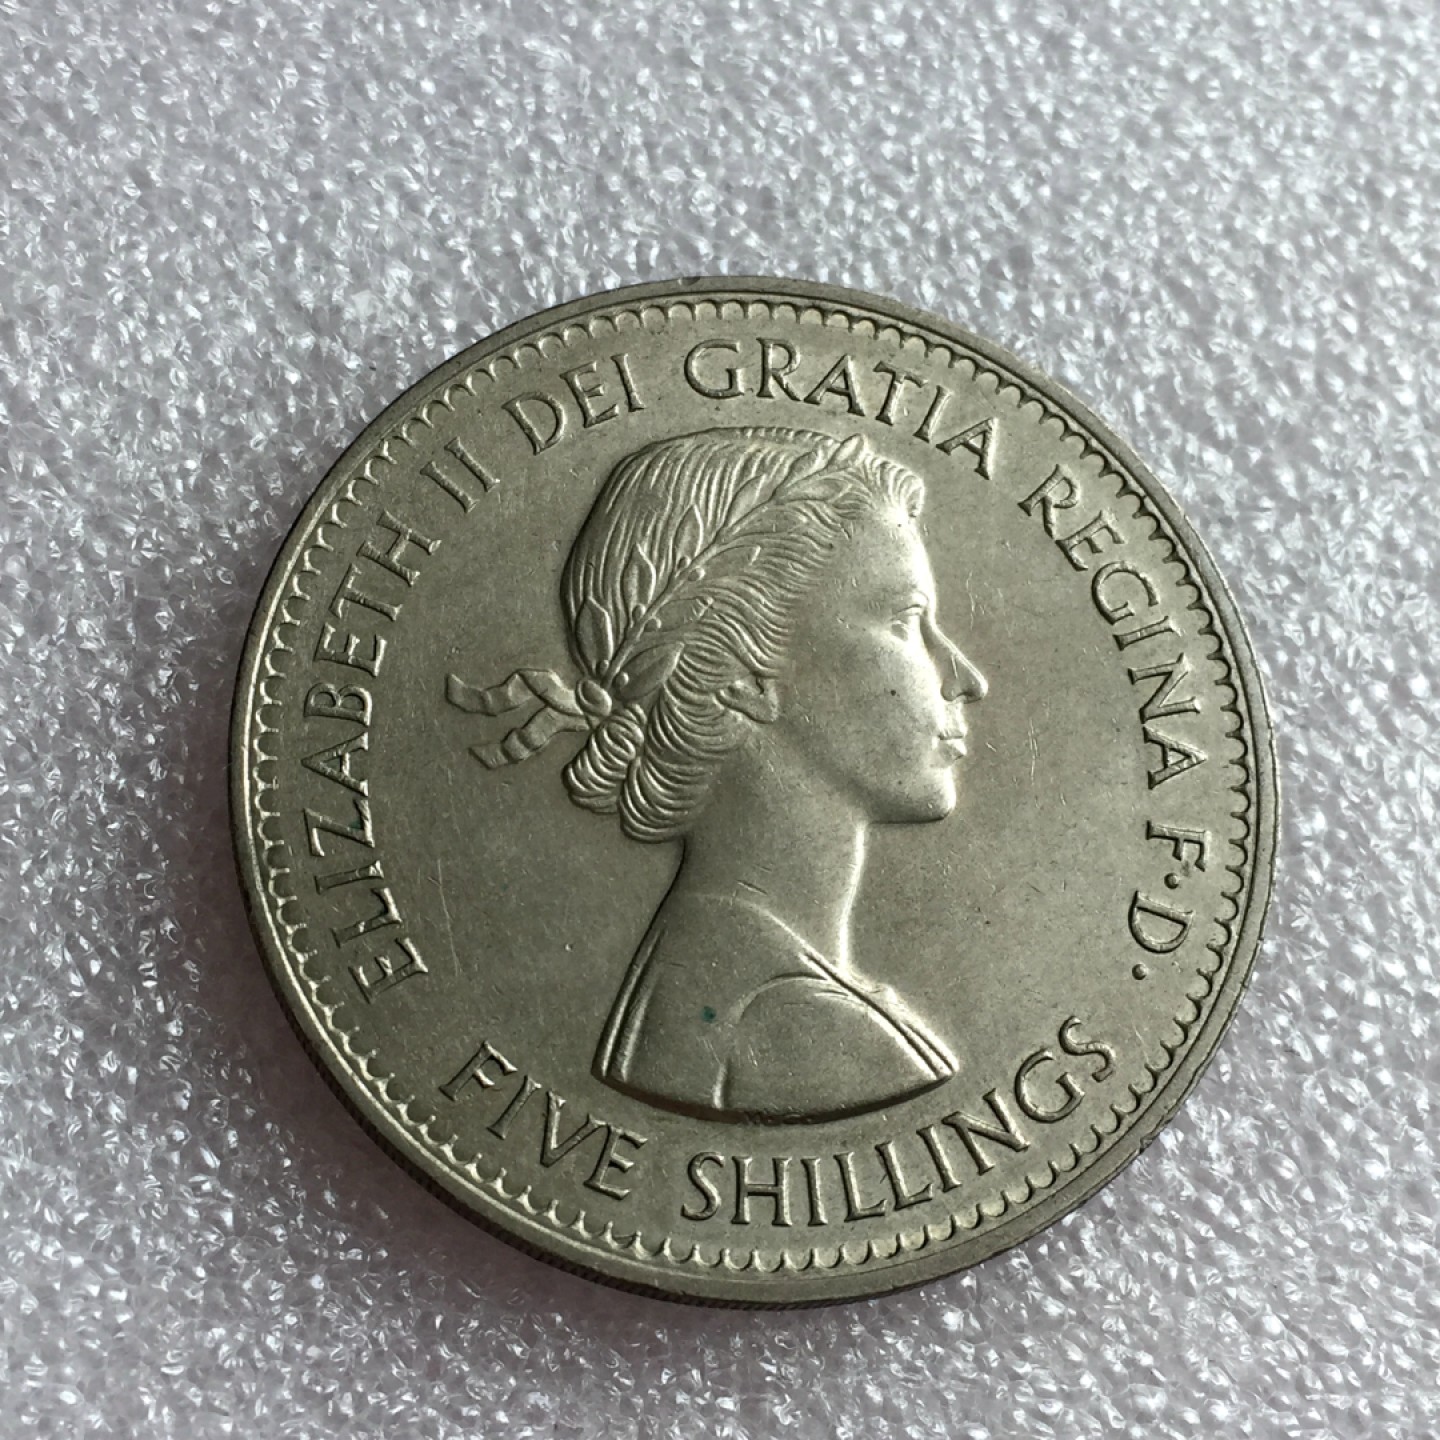 ELIZABETH II DEI GRATIA REGINA F·D·
FIVE SHILLINGS